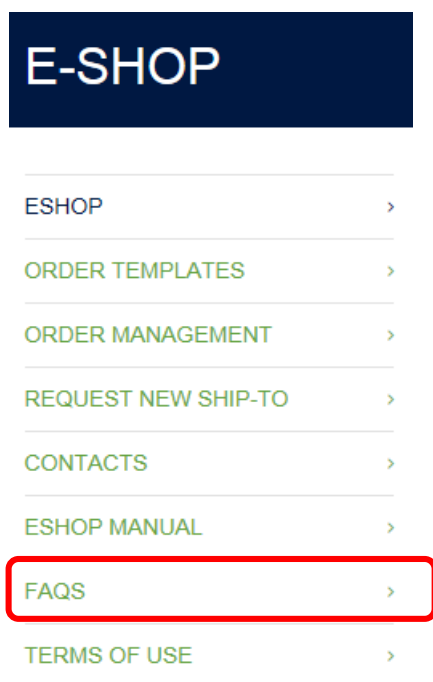 E-SHOP
ESHOP
ORDER TEMPLATES
ORDER MANAGEMENT
REQUEST NEW SHIP-TO
CONTACTS
ESHOP MANUAL
FAQS
TERMS OF USE